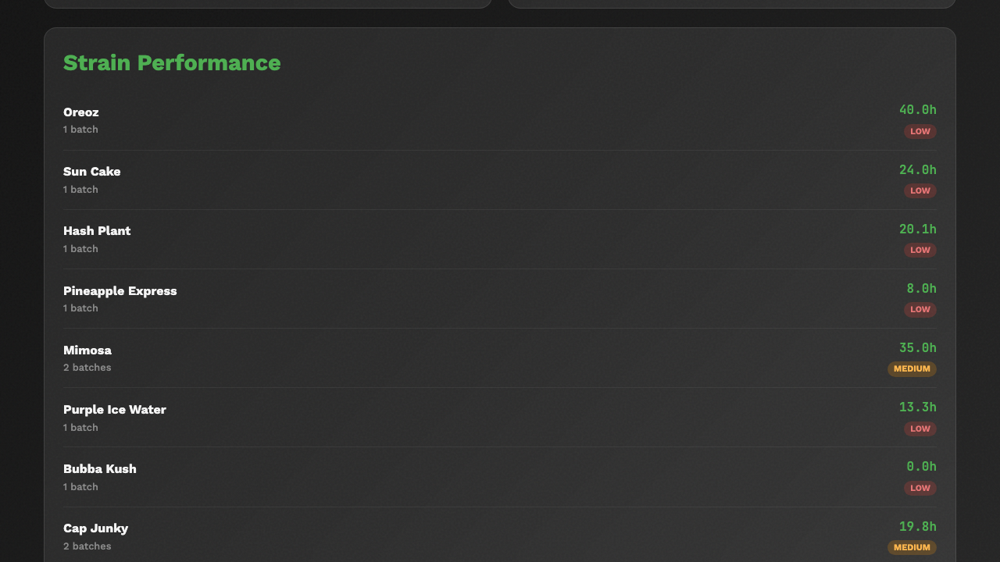 Strain Performance
Oreoz
40.0h
1 batch
LOW
Sun Cake
24.0h
1 batch
LOW
Hash Plant
20.1h
1 batch
LOW
Pineapple Express
8.0h
1 batch
LOW
Mimosa
35.0h
2 batches
MEDIUM
Purple Ice Water
13.3h
1 batch
LOW
Bubba Kush
0.0h
1 batch
LOW
Cap Junky
19.8h
2 batches
MEDIUM